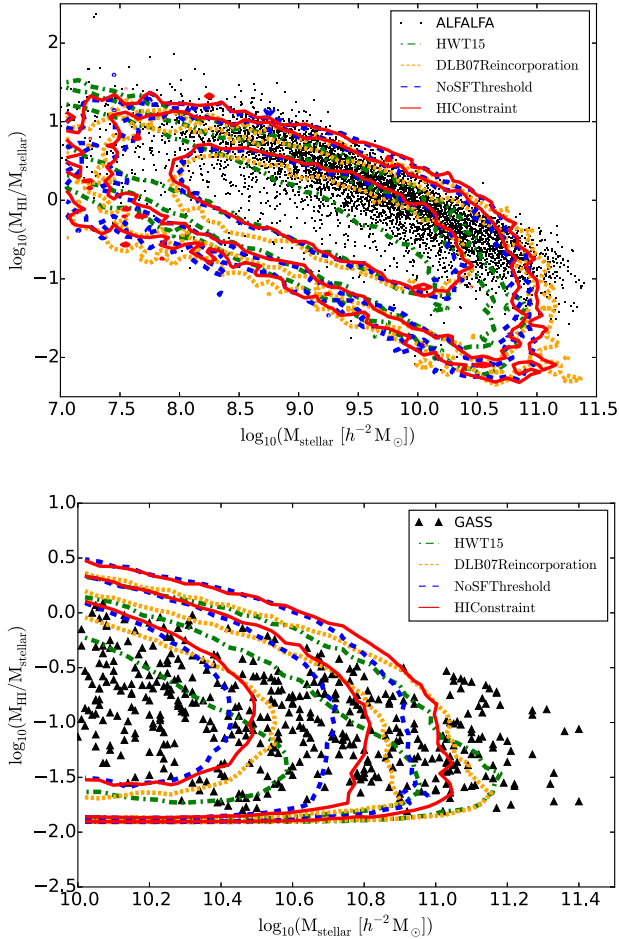 2
1
0
−1
−2
log10(MHI/Mstellar)
ALFALFA
HWT15
DLB07Reincorporation
NoSFThreshold
HIConstraint
7.0 7.5 8.0 8.5 9.0 9.5 10.0 10.5 11.0 11.5
log10(Mstellar [h−2 M⊙)
1.0
0.5
0.0
−0.5
−1.0
−1.5
−2.0
−2.5
log10(MHI/Mstellar]
GASS
HWT15
DLB07Reincorporation
NoSFThreshold
HIConstraint
10.0 10.2 10.4 10.6 10.8 11.0 11.2 11.4
log10(Mstellar [h−2 M⊙)